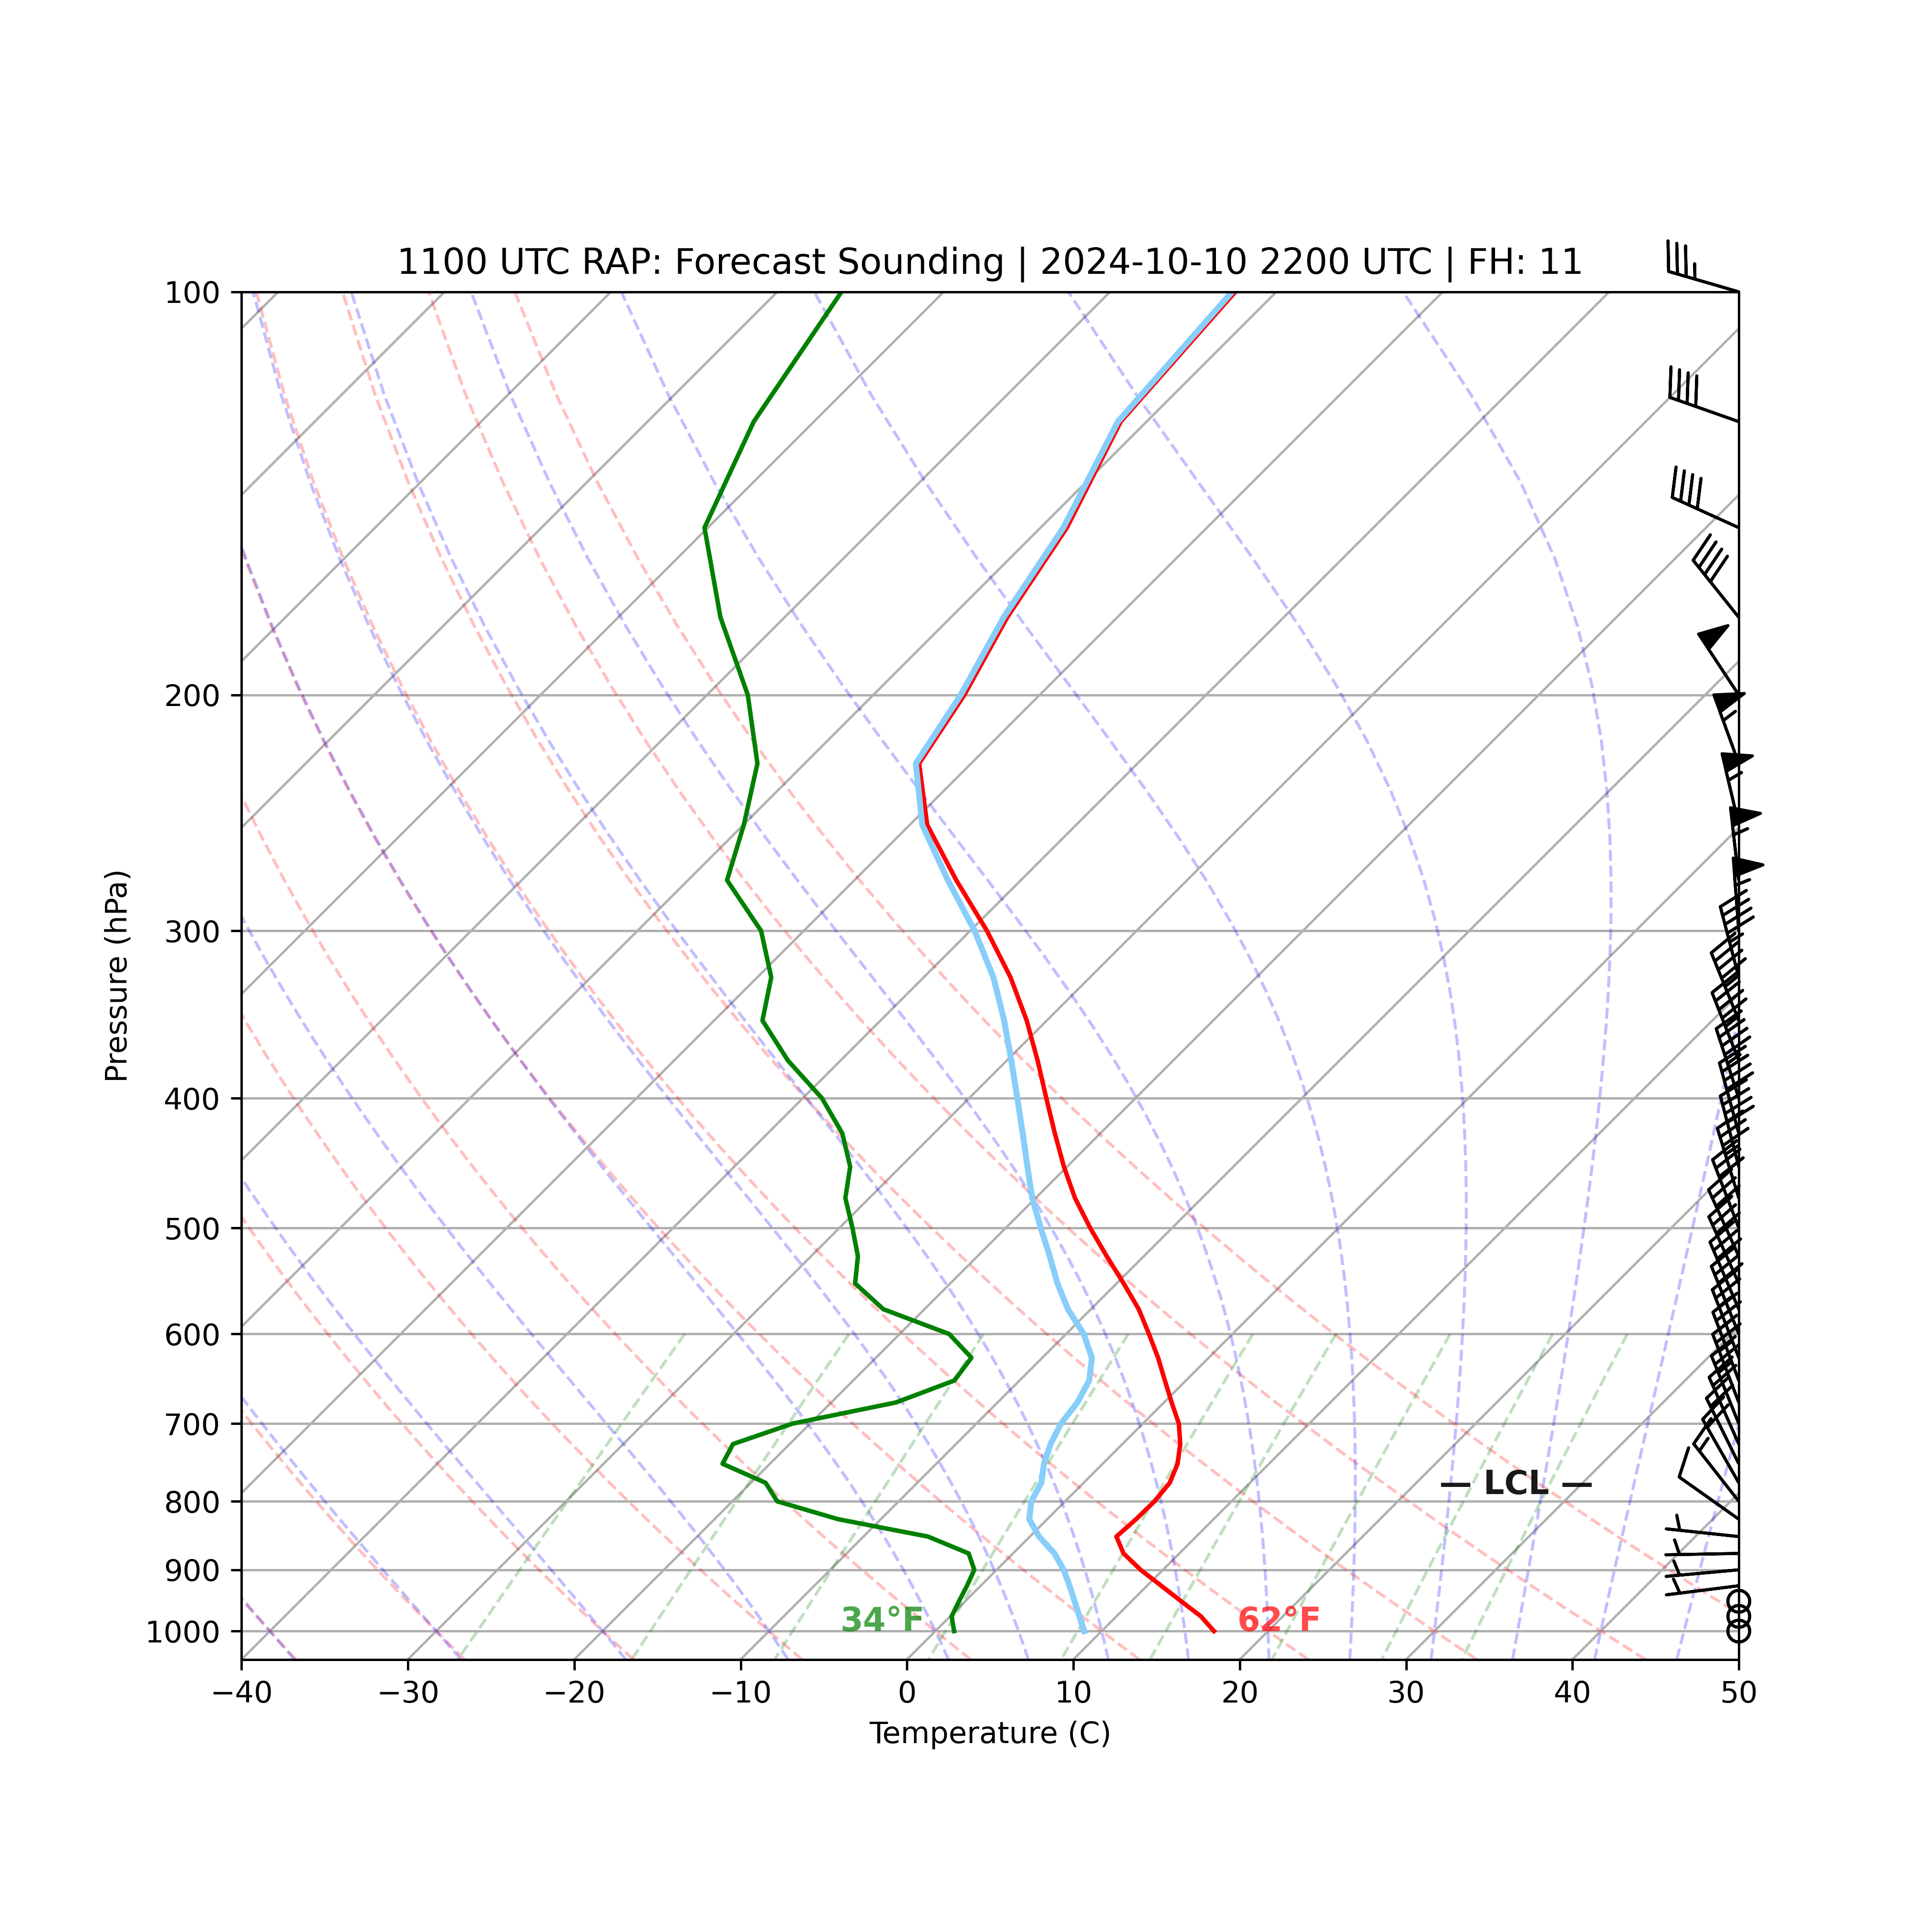 1100 UTC RAP: Forecast Sounding | 2024-10-10 2200 UTC | FH: 11
100
200
300
400
500
600
700
800
900
1000
Pressure (hPa)
— LCL —
34°F
62°F
−40 −30 −20 −10 0 10 20 30 40 50
Temperature (C)